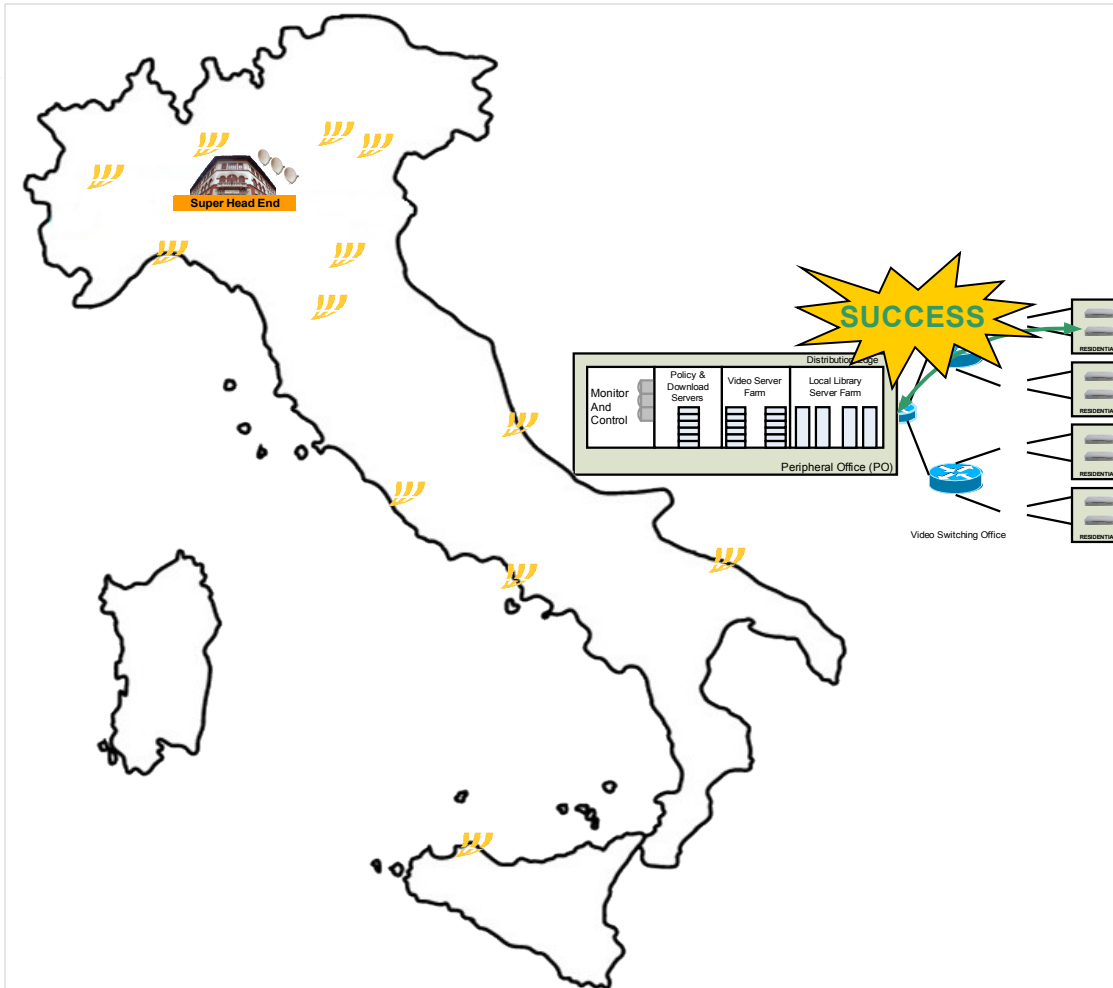 Super Head End
SUCCESS
Distribution Edge
Monitor
And
Control
Policy &
Download
Servers
Video Server
Farm
Local Library
Server Farm
Peripheral Office (PO)
Video Switching Office
RESIDENTIA
RESIDENTIA
RESIDENTIA
RESIDENTIA